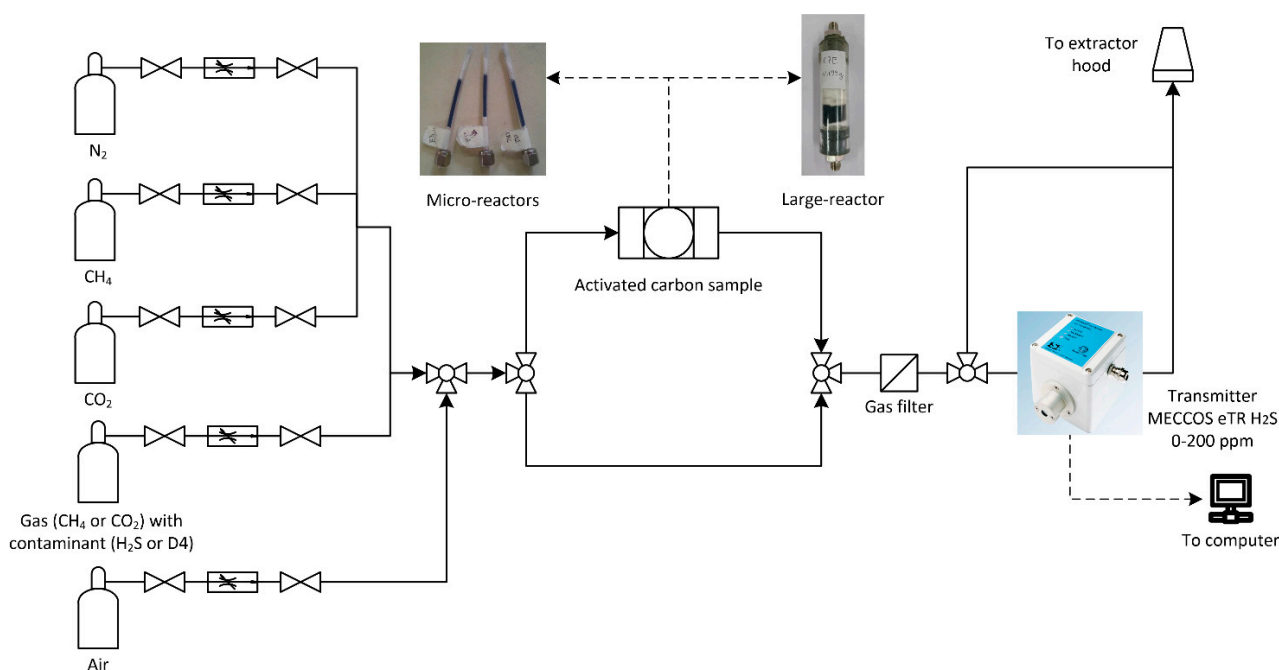 N₂
CH₄
CO₂
Gas (CH₄ or CO₂) with
contaminant (H₂S or D4)
Air
Micro-reactors
Large-reactor
Activated carbon sample
Gas filter
To extractor
hood
Transmitter
MECCOS eTR H2S
0-200 ppm
To computer